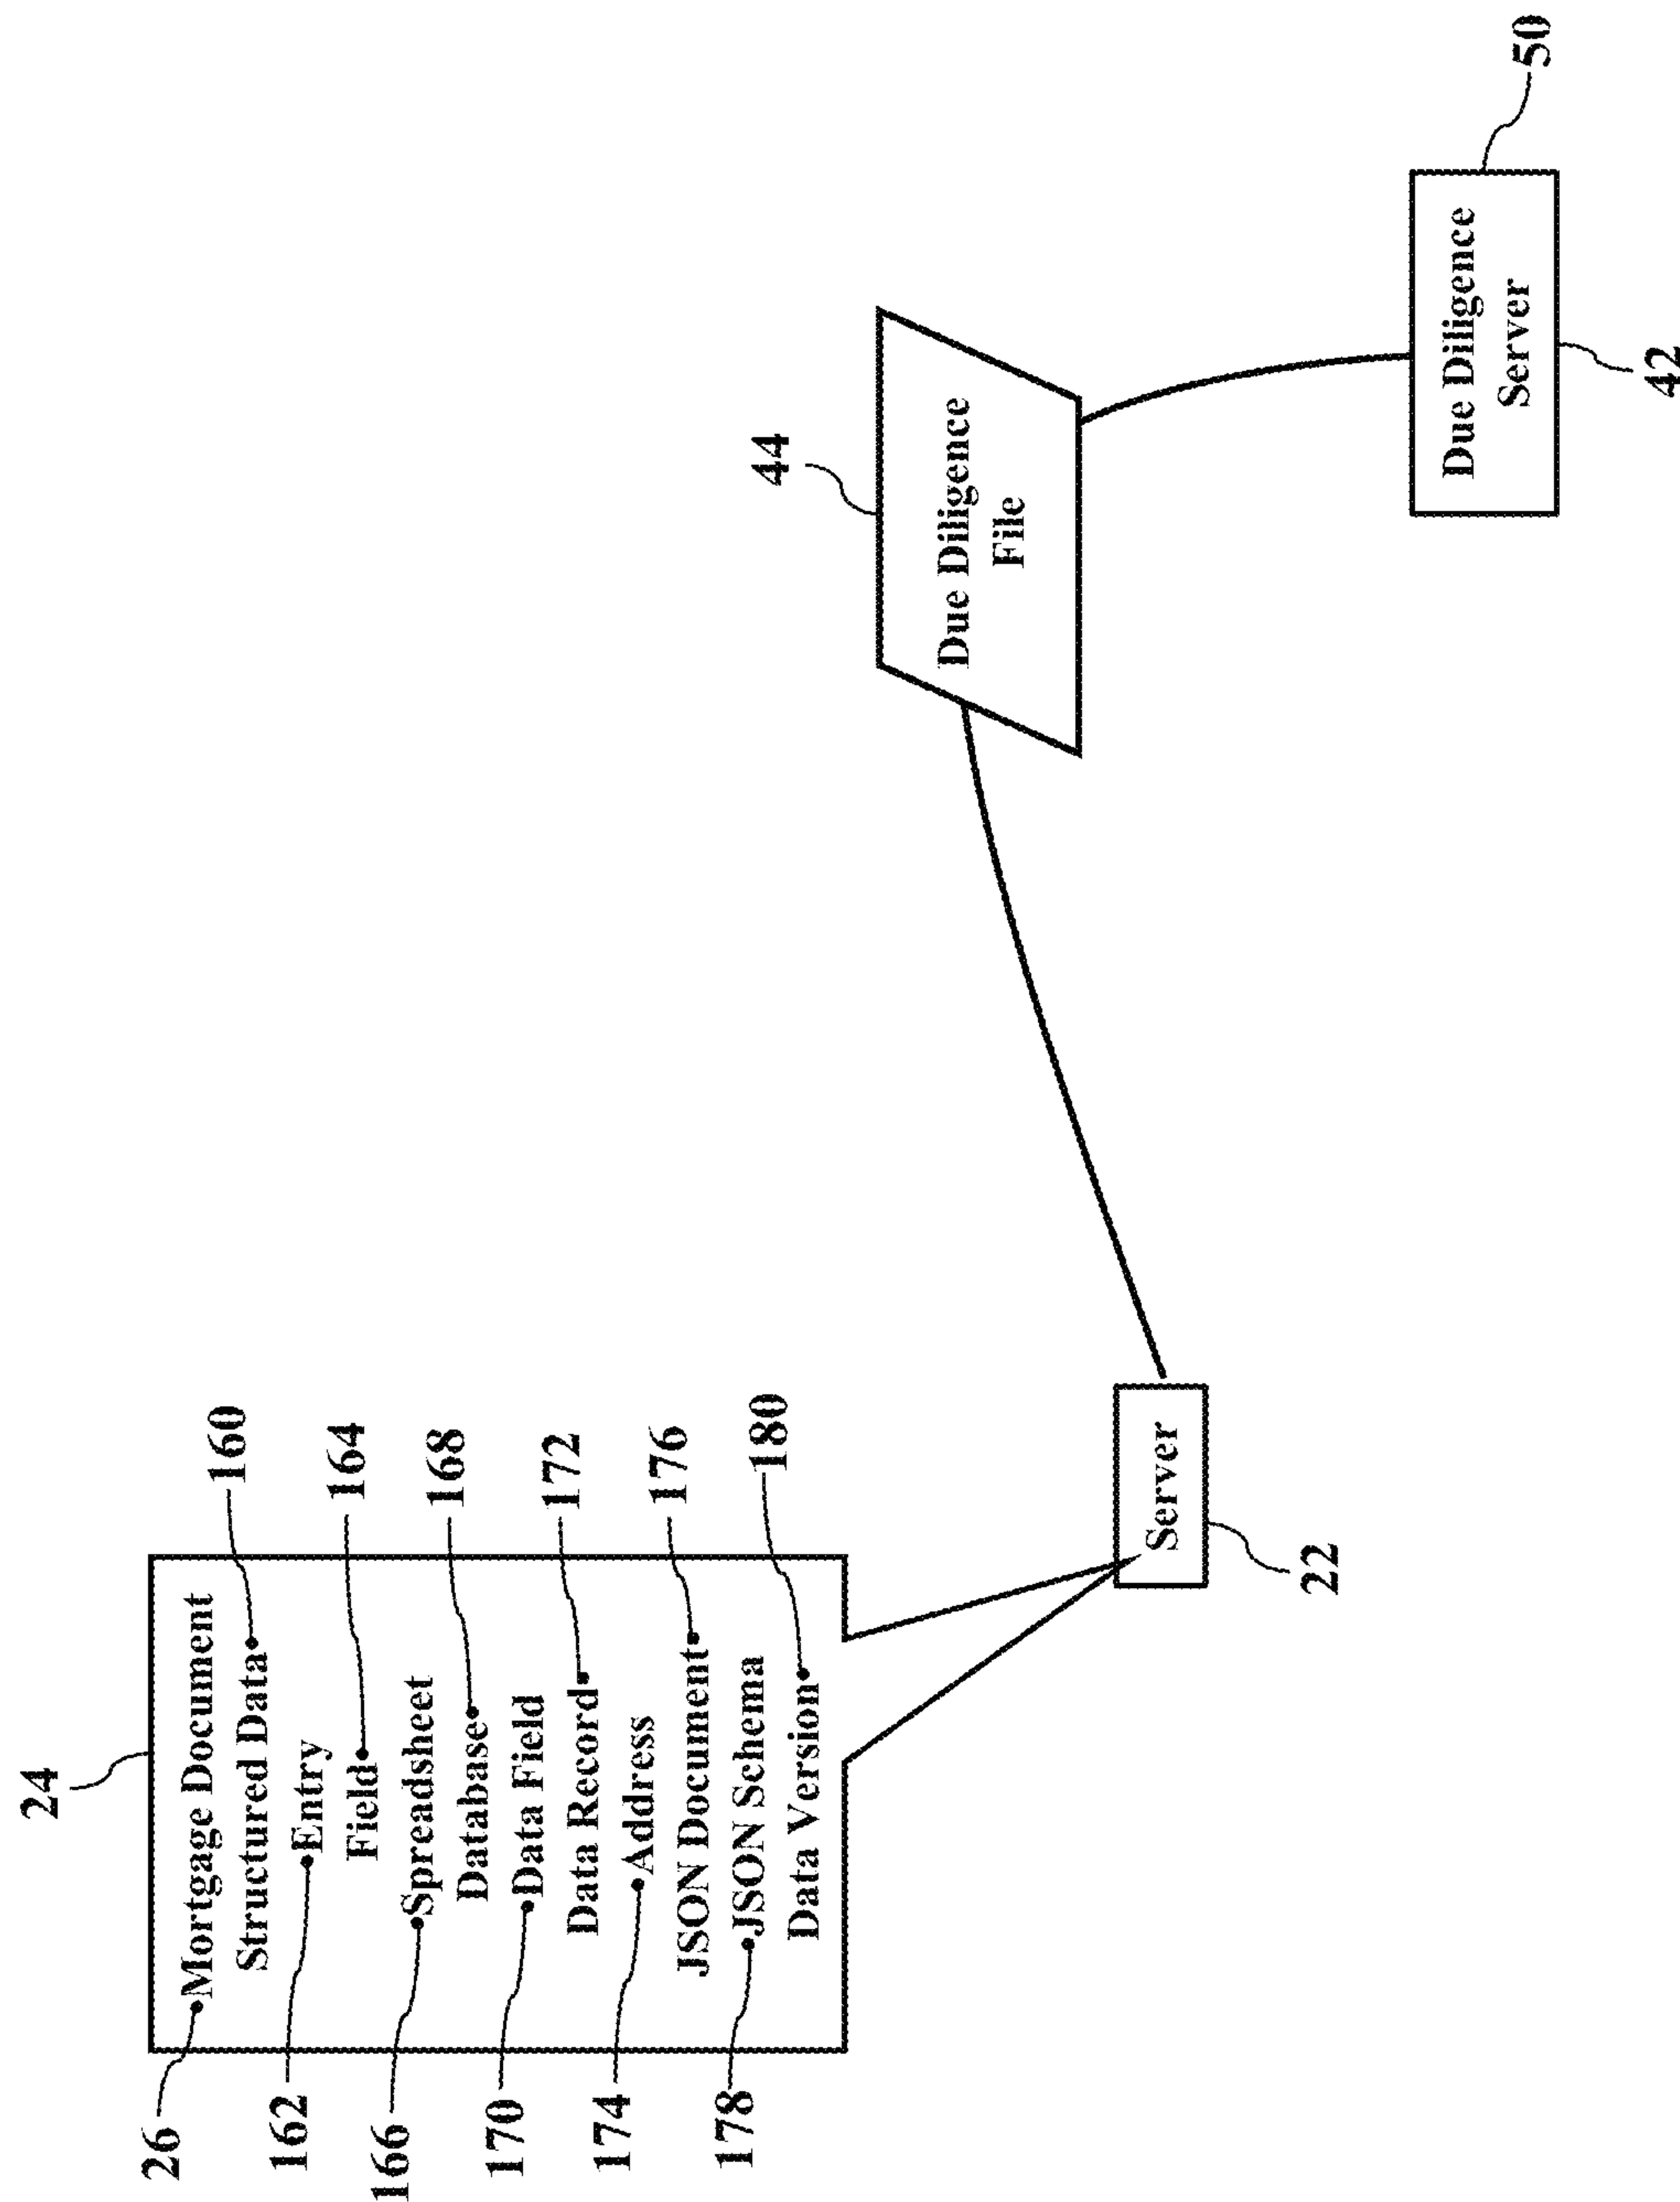 24
26
Mortgage Document
Structured Data
160
162
Entry
Field
164
166
Spreadsheet
Database
168
170
Data Field
Data Record
172
174
Address
JSON Document
176
178
JSON Schema
Data Version
180
Server
22
44
Due Diligence
File
Due Diligence
Server
50
42